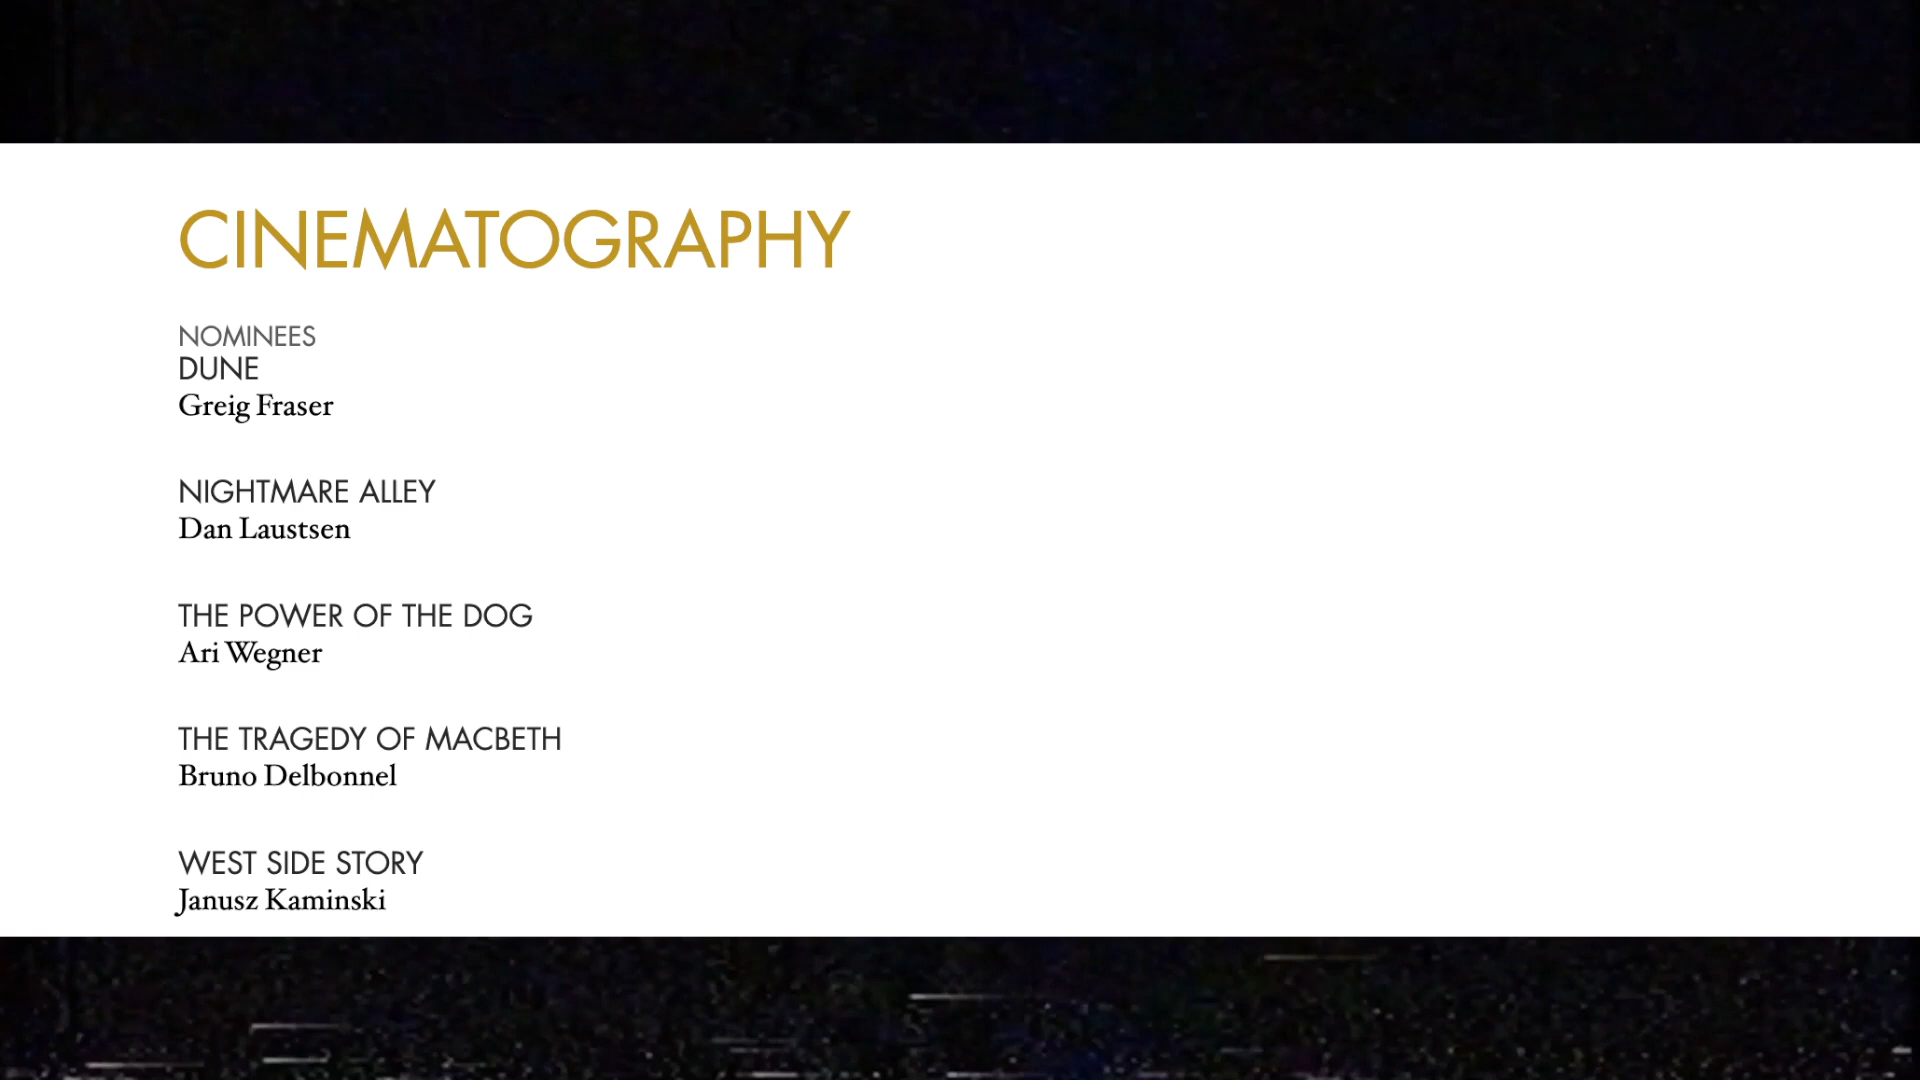 CINEMATOGRAPHY
NOMINEES
DUNE
Greig Fraser
NIGHTMARE ALLEY
Dan Laustsen
THE POWER OF THE DOG
Ari Wegner
THE TRAGEDY OF MACBETH
Bruno Delbonnel
WEST SIDE STORY
Janusz Kaminski